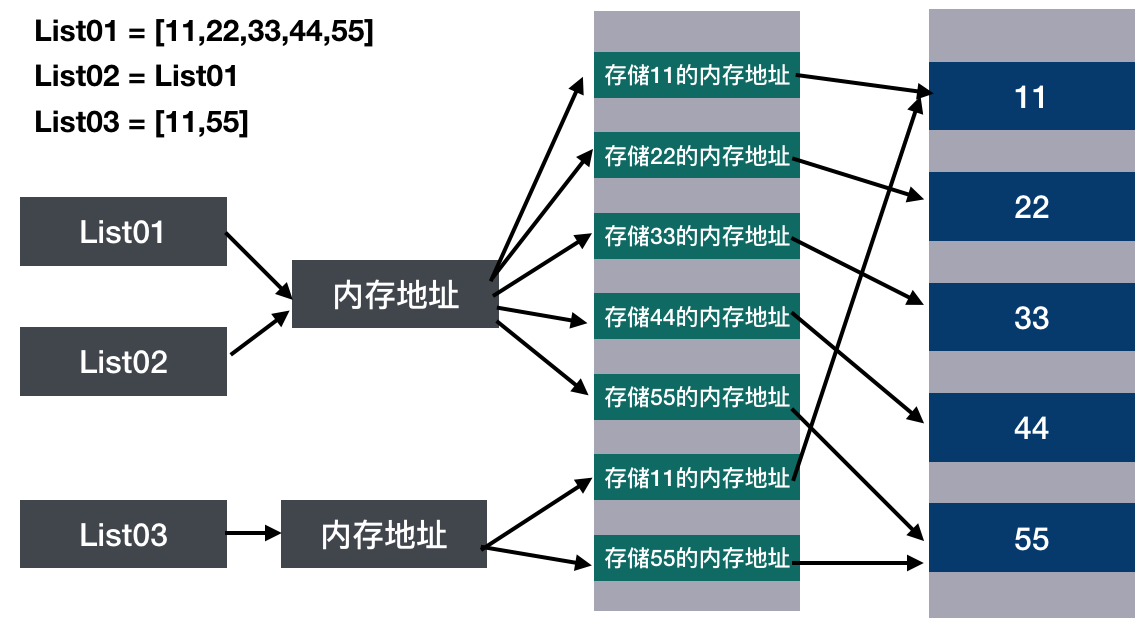 List01 = [11,22,33,44,55]
List02 = List01
List03 = [11,55]
List01
List02
内存地址
List03
内存地址
存储11的内存地址
存储22的内存地址
存储33的内存地址
存储44的内存地址
存储55的内存地址
存储11的内存地址
存储55的内存地址
11
22
33
44
55